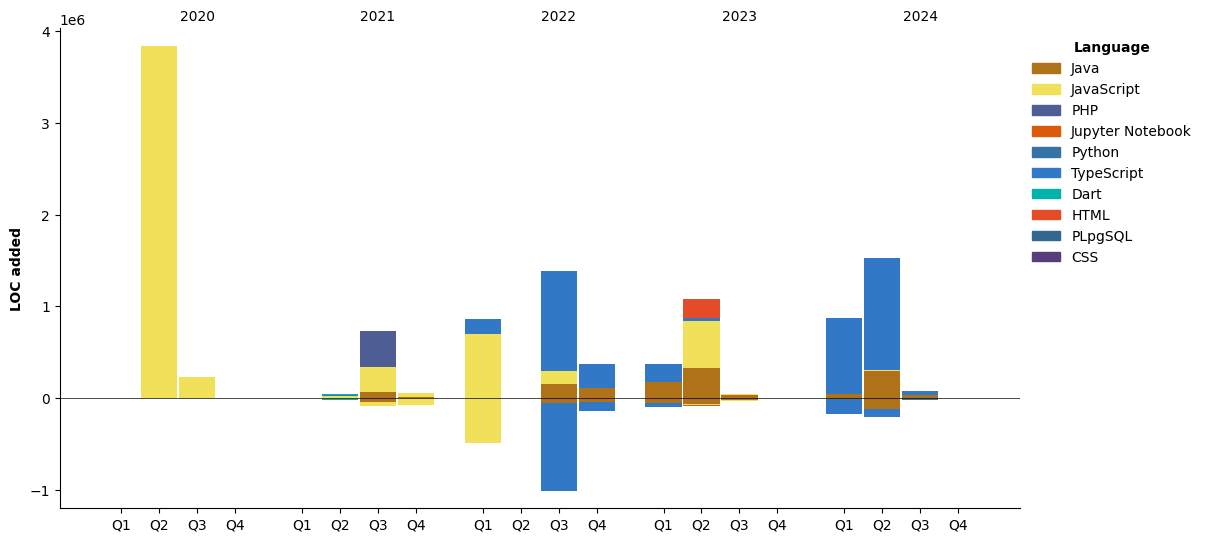 2020 2021 2022 2023 2024
1e6
4
3
2
1
0
−1
LOC added
Q1 Q2 Q3 Q4 Q1 Q2 Q3 Q4 Q1 Q2 Q3 Q4 Q1 Q2 Q3 Q4 Q1 Q2 Q3 Q4
Language
Java
JavaScript
PHP
Jupyter Notebook
Python
TypeScript
Dart
HTML
PLpgSQL
CSS